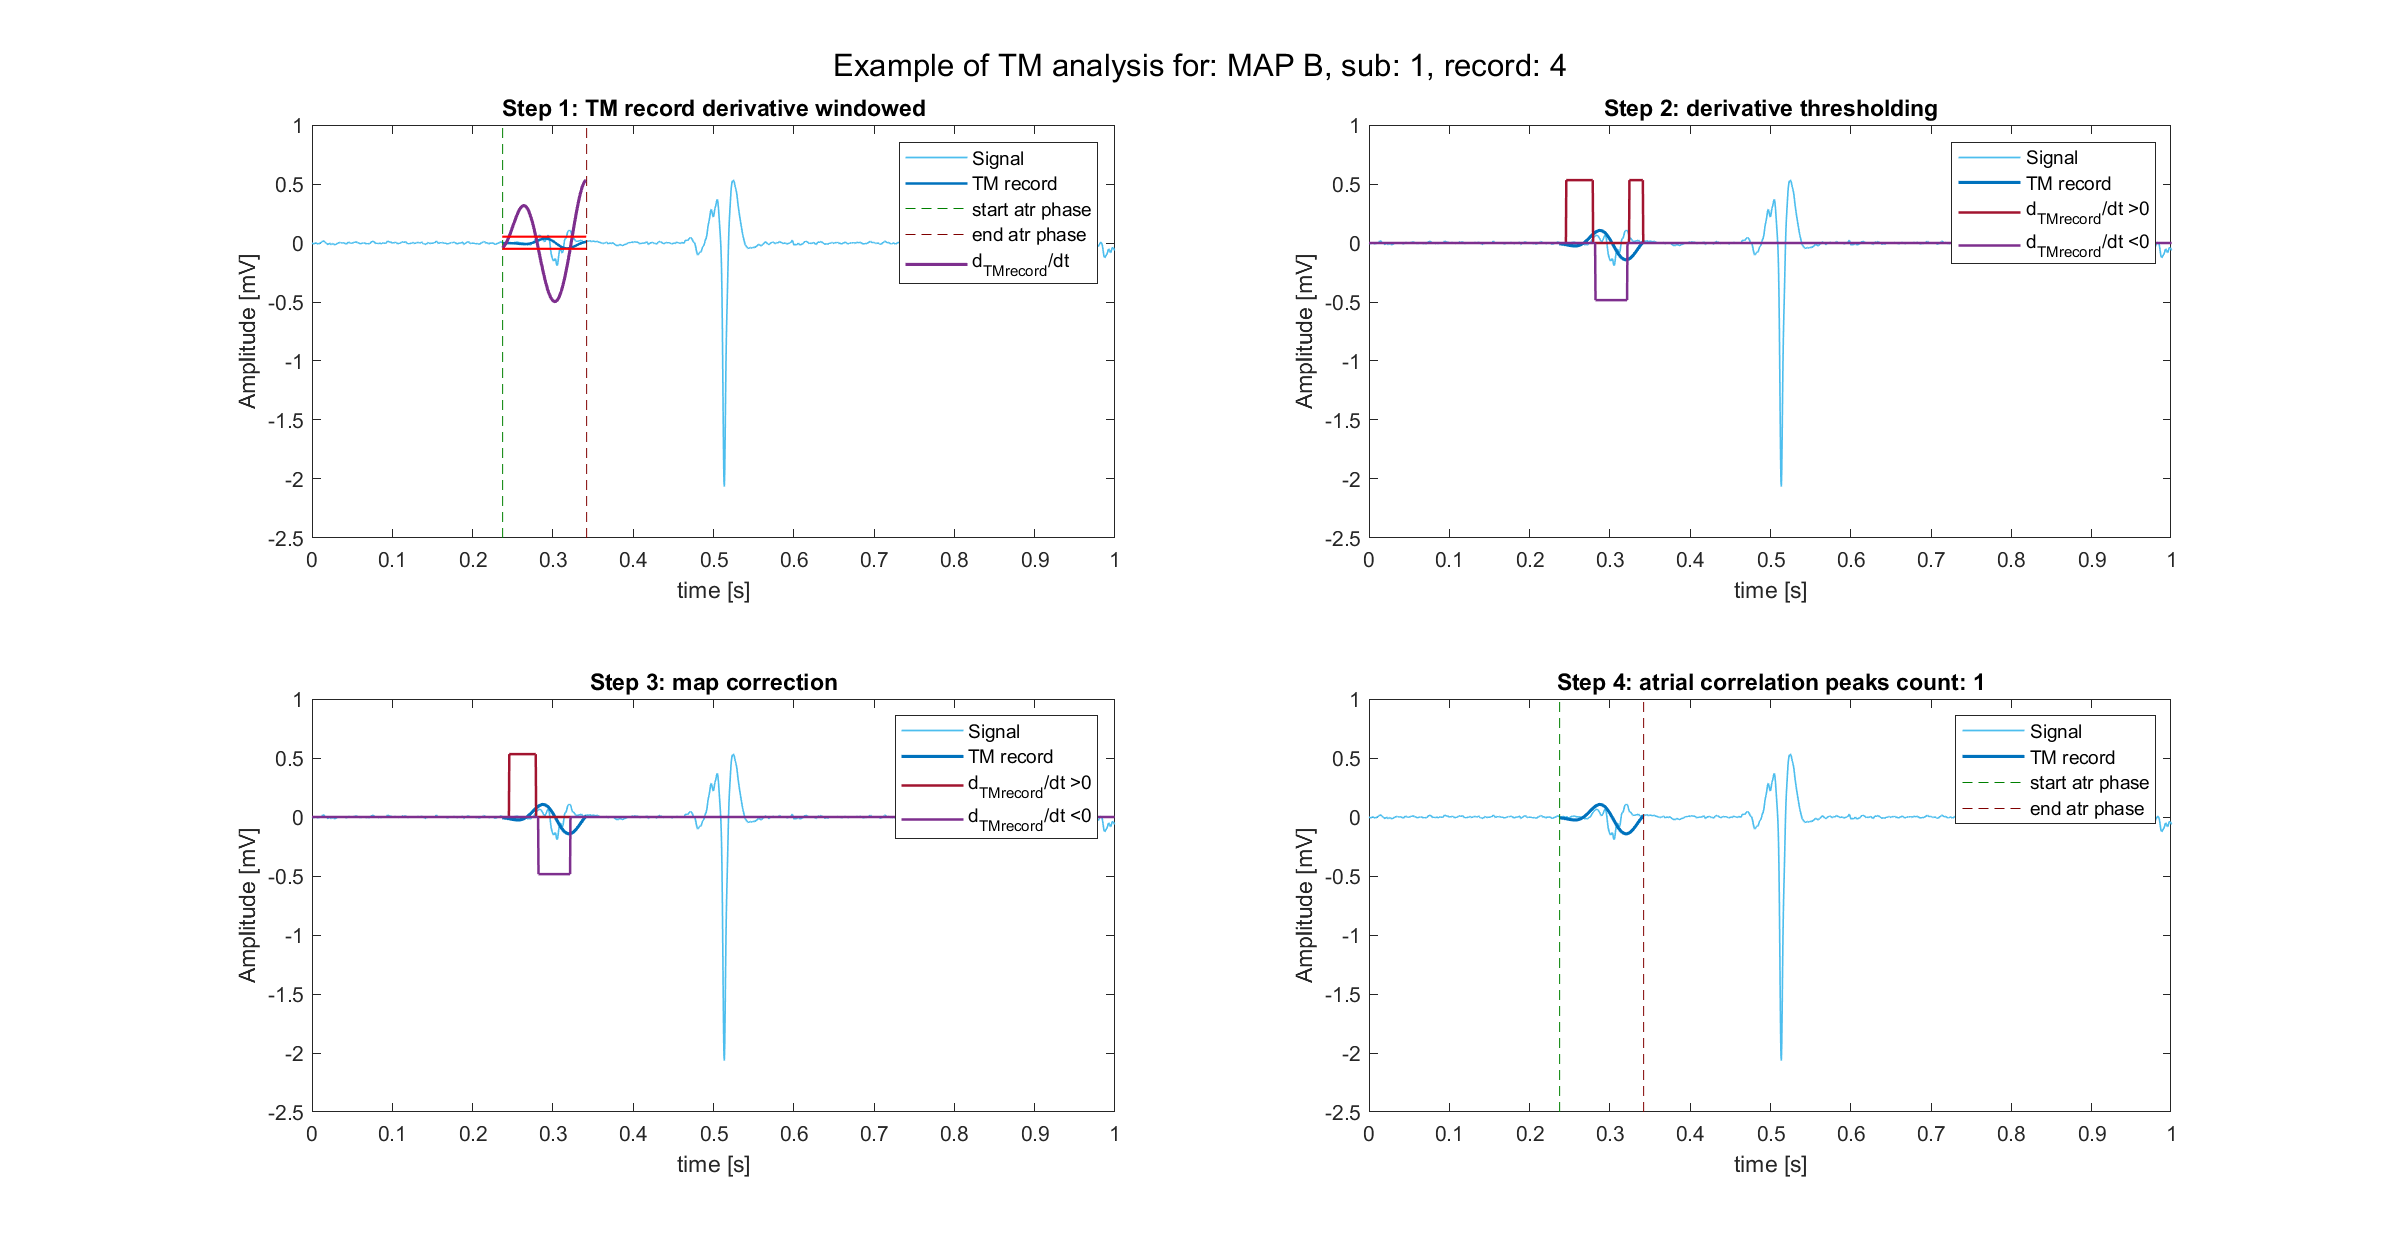 Example of TM analysis for: MAP B, sub: 1, record: 4
Step 1: TM record derivative windowed
1
0.5
0
-0.5
-1
-1.5
-2
-2.5
Amplitude [mV]
0 0.1 0.2 0.3 0.4 0.5 0.6 0.7 0.8 0.9 1
time [s]
Signal
TM record
start atr phase
end atr phase
dTMrecord/dt
Step 2: derivative thresholding
1
0.5
0
-0.5
-1
-1.5
-2
-2.5
Amplitude [mV]
0 0.1 0.2 0.3 0.4 0.5 0.6 0.7 0.8 0.9 1
time [s]
Signal
TM record
dTMrecord/dt >0
dTMrecord/dt <0
Step 3: map correction
1
0.5
0
-0.5
-1
-1.5
-2
-2.5
Amplitude [mV]
0 0.1 0.2 0.3 0.4 0.5 0.6 0.7 0.8 0.9 1
time [s]
Signal
TM record
dTMrecord/dt >0
dTMrecord/dt <0
Step 4: atrial correlation peaks count: 1
1
0.5
0
-0.5
-1
-1.5
-2
-2.5
Amplitude [mV]
0 0.1 0.2 0.3 0.4 0.5 0.6 0.7 0.8 0.9 1
time [s]
Signal
TM record
start atr phase
end atr phase